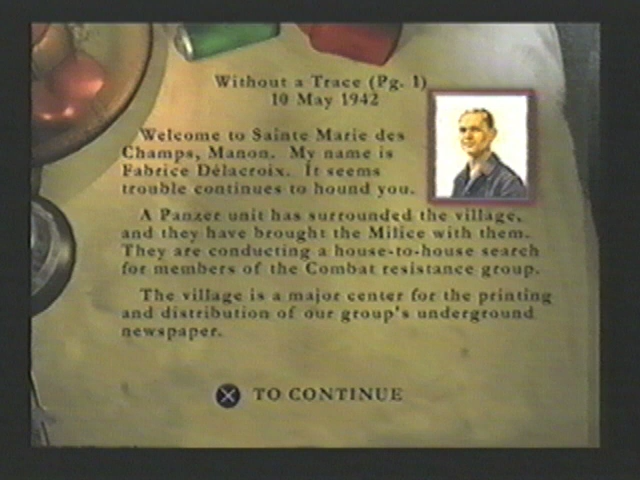 Without a Trace (Pg. 1)
10 May 1942
Welcome to Sainte Marie des
Champs, Manon. My name is
Fabrice Délacroix. It seems
trouble continues to hound you.
A Panzer unit has surrounded the village,
and they have brought the Milice with them.
They are conducting a house-to-house search
for members of the Combat resistance group.
The village is a major center for the printing
and distribution of our group's underground
newspaper.
TO CONTINUE